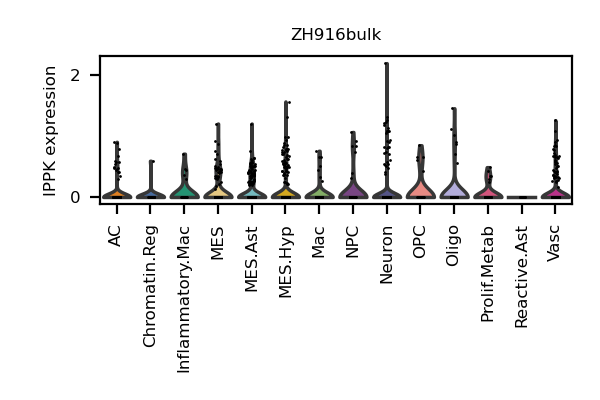 ZH916bulk
IPPK expression
2
0
AC
Chromatin.Reg
Inflammatory.Mac
MES
MES.Ast
MES.Hyp
Mac
NPC
Neuron
OPC
Oligo
Prolif.Metab
Reactive.Ast
Vasc